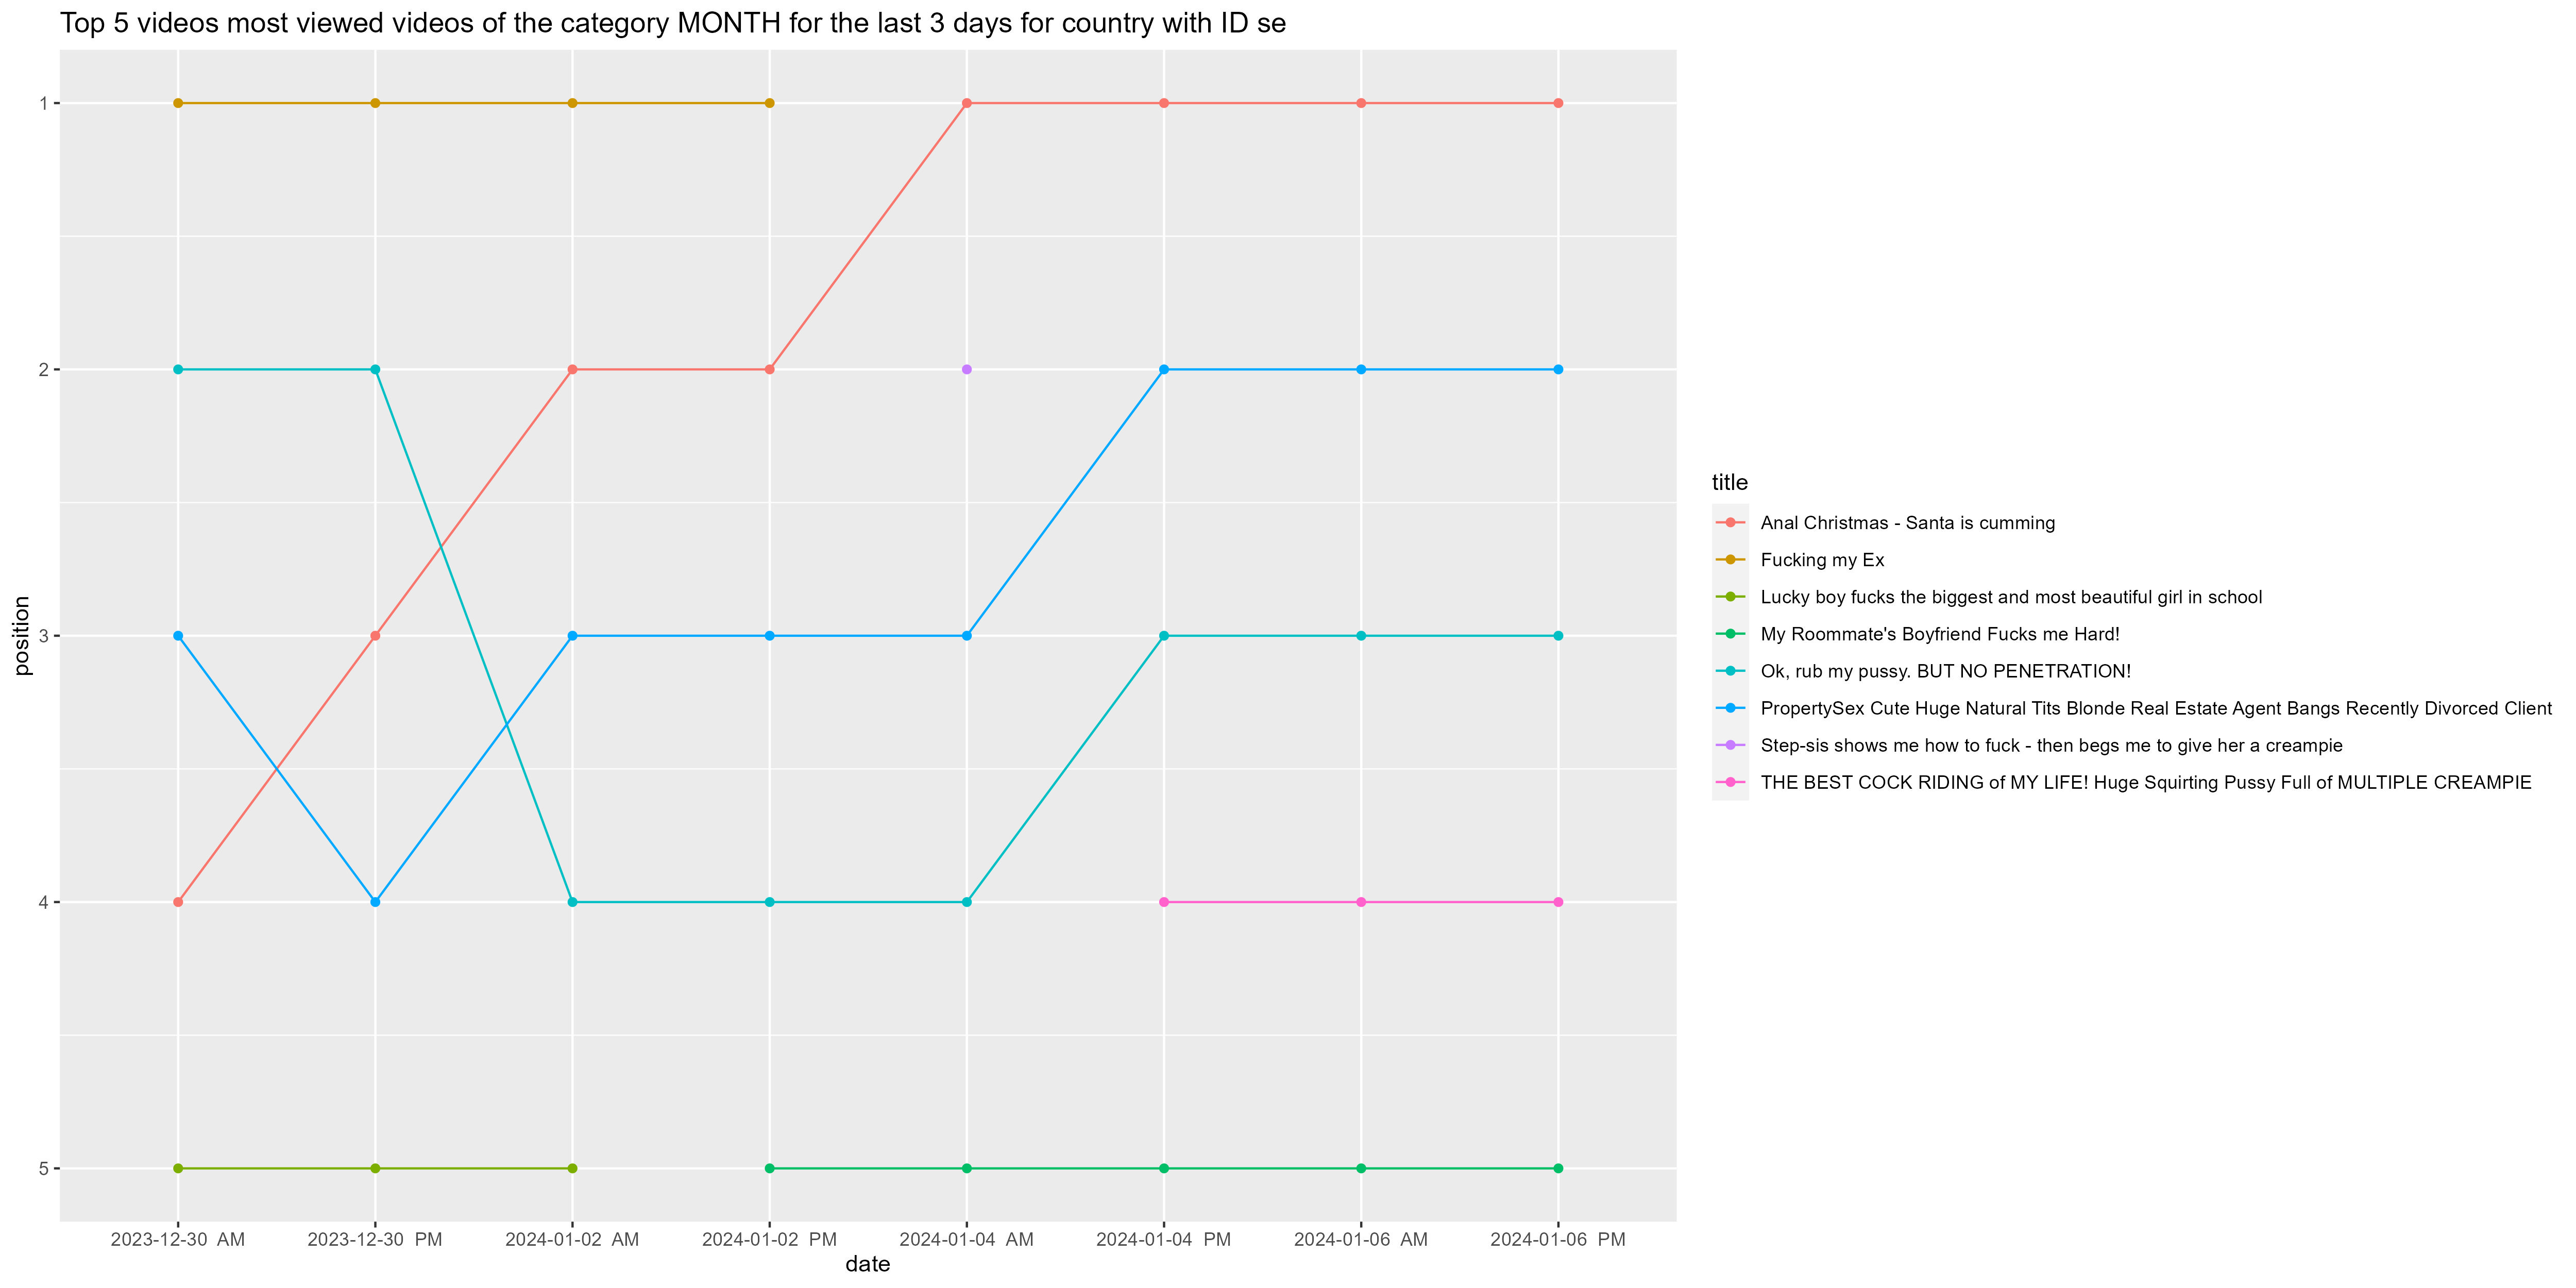 Top 5 videos most viewed videos of the category MONTH for the last 3 days for country with ID se
position
1
2
3
4
5
2023-12-30 AM
2023-12-30 PM
2024-01-02 AM
2024-01-02 PM
2024-01-04 AM
2024-01-04 PM
2024-01-06 AM
2024-01-06 PM
date
title
Anal Christmas - Santa is cumming
Fucking my Ex
Lucky boy fucks the biggest and most beautiful girl in school
My Roommate's Boyfriend Fucks me Hard!
Ok, rub my pussy. BUT NO PENETRATION!
PropertySex Cute Huge Natural Tits Blonde Real Estate Agent Bangs Recently Divorced Client
Step-sis shows me how to fuck - then begs me to give her a creampie
THE BEST COCK RIDING of MY LIFE! Huge Squirting Pussy Full of MULTIPLE CREAMPIE